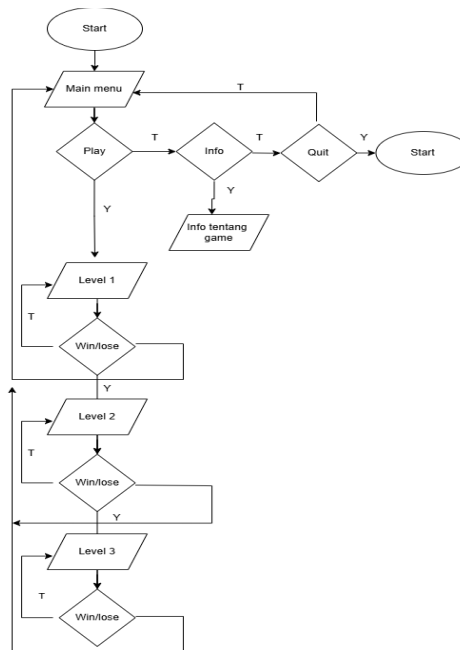 Start
Main menu
T
Play
T
Info
T
Quit
Y
Start
Y
Y
Info tentang
game
Level 1
T
Win/lose
Y
Level 2
T
Win/lose
Y
Level 3
T
Win/lose